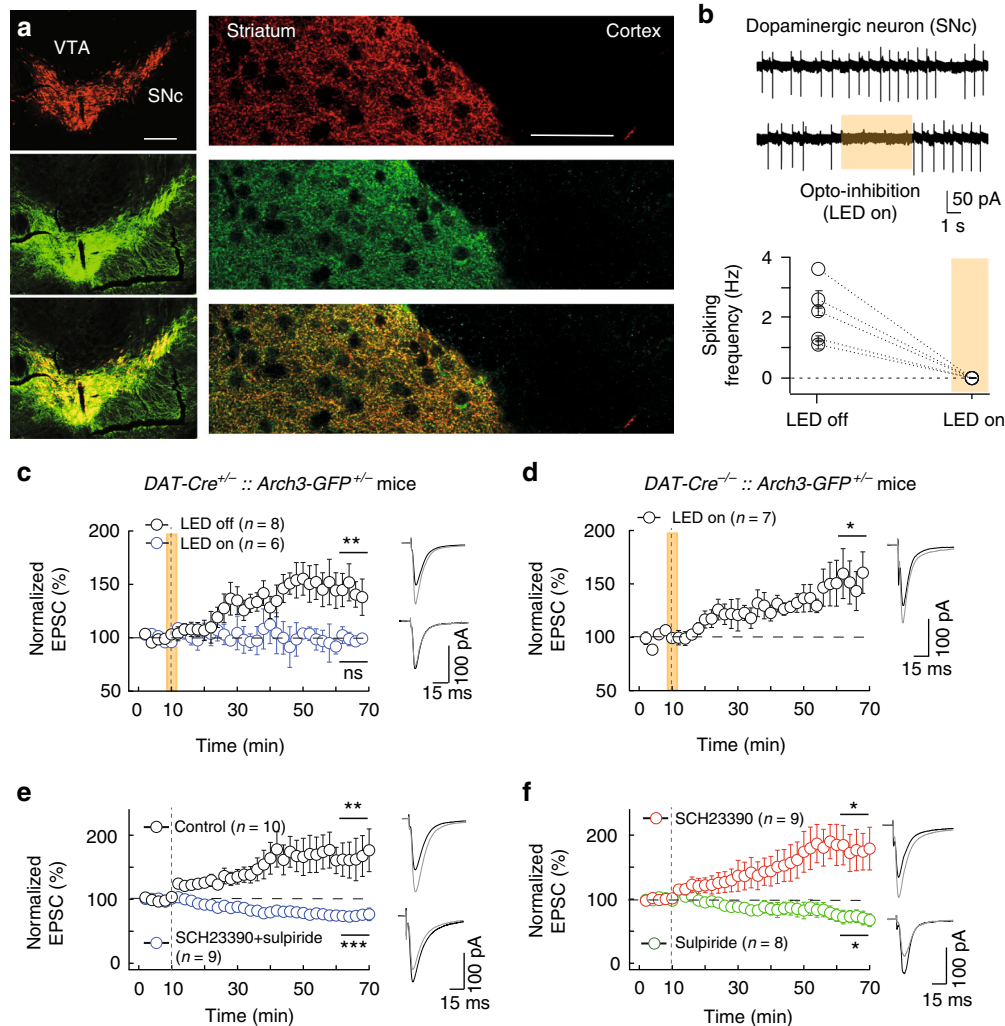 a
VTA
SNc
Striatum
Cortex
b
Dopaminergic neuron (SNc)
Opto-inhibition
(LED on)
50 pA
1 s
Spiking
frequency (Hz)
4
2
0
LED off
LED on
c
DAT-Cre+/– :: Arch3-GFP+/– mice
Normalized
EPSC (%)
200
150
100
50
LED off (n = 8)
LED on (n = 6)
**
ns
0
10
30
50
70
Time (min)
100 pA
15 ms
d
DAT-Cre–/– :: Arch3-GFP+/– mice
Normalized
EPSC (%)
200
150
100
50
LED on (n = 7)
*
0
10
30
50
70
Time (min)
100 pA
15 ms
e
Normalized
EPSC (%)
200
100
0
Control (n = 10)
**
SCH23390+sulpiride
(n = 9)
***
0
10
30
50
70
Time (min)
100 pA
15 ms
f
Normalized
EPSC (%)
200
100
0
SCH23390 (n = 9)
*
Sulpiride (n = 8)
*
0
10
30
50
70
Time (min)
100 pA
15 ms